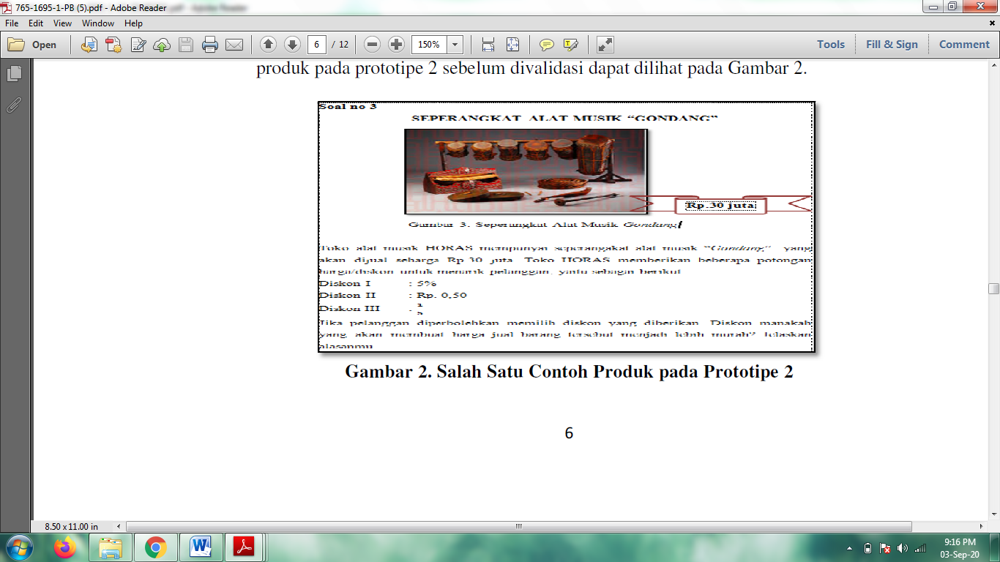 765-1695-1-PB (5).pdf - Adobe Reader
File Edit View Window Help
Open 6 / 12 150% Tools Fill & Sign Comment
produk pada prototipe 2 sebelum divalidasi dapat dilihat pada Gambar 2.
Soal no 3
SEPERANGKAT ALAT MUSIK “GONDANG”
Rp.30 juta
Gambar 3. Seperangkat Alat Musik Gondang
Toko alat musik HORAS mempunyai seperangakat alat musik “Gondang” yang
akan dijual seharga Rp.30 juta. Toko HORAS memberikan beberapa potongan
harga/diskon untuk menarik pelanggan, yaitu sebagai berikut
Diskon I : 5%
Diskon II : Rp. 0,50
Diskon III :
Jika pelanggan diperbolehkan memilih diskon yang diberikan. Diskon manakah
yang akan membuat harga jual barang tersebut menjadi lebih murah? Jelaskan
alasanmu
Gambar 2. Salah Satu Contoh Produk pada Prototipe 2
6
8.50 x 11.00 in
9:16 PM
03-Sep-20